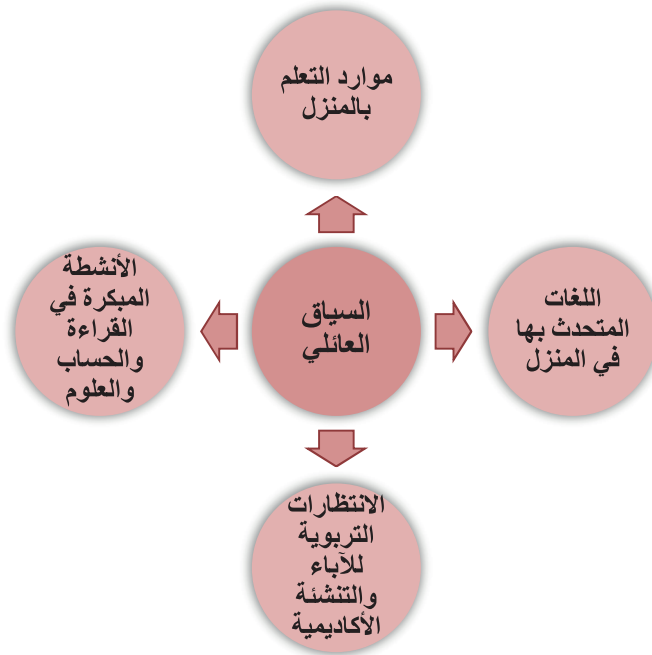 موارد التعلم
بالمنزل
السياق
العائلي
اللغات
المتحدث بها
في المنزل
الأنشطة
المبكرة في
القراءة
والحساب
والعلوم
الانتظارات
التربوية
للآباء
والتنشئة
الأكاديمية